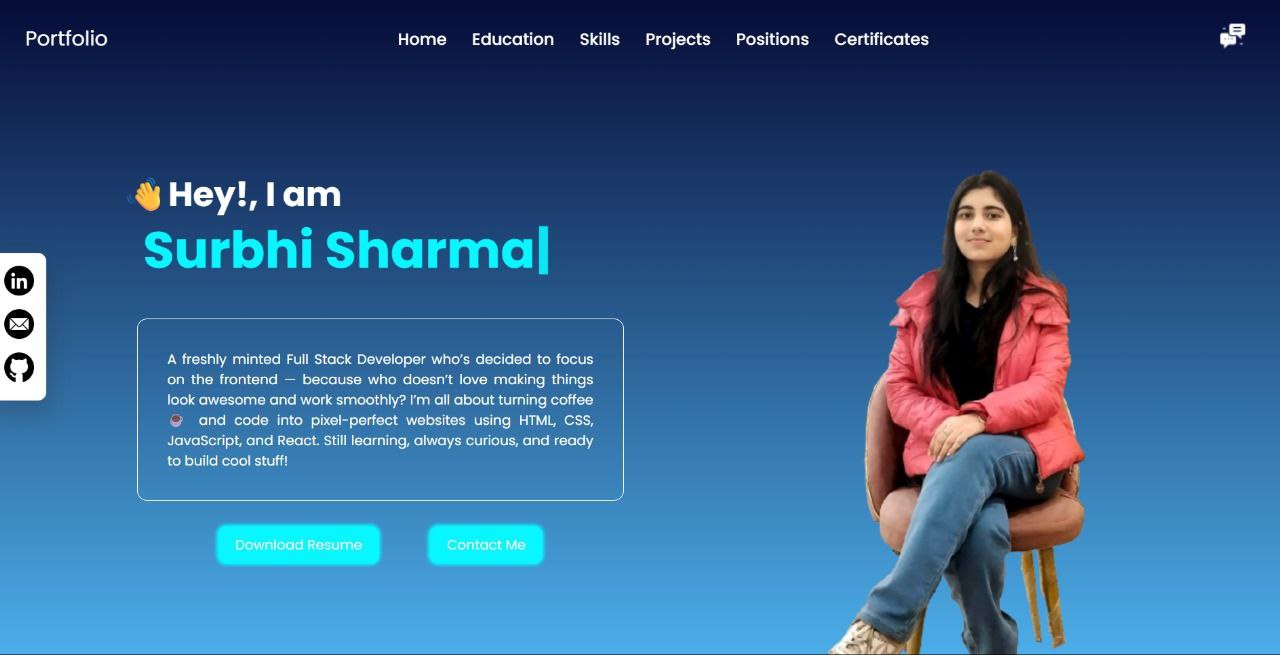 Portfolio
Home Education Skills Projects Positions Certificates
👋 Hey!, I am
Surbhi Sharma|
in
A freshly minted Full Stack Developer who's decided to focus
on the frontend — because who doesn't love making things
look awesome and work smoothly? I'm all about turning coffee
☕ and code into pixel-perfect websites using HTML, CSS,
JavaScript, and React. Still learning, always curious, and ready
to build cool stuff!
Download Resume Contact Me